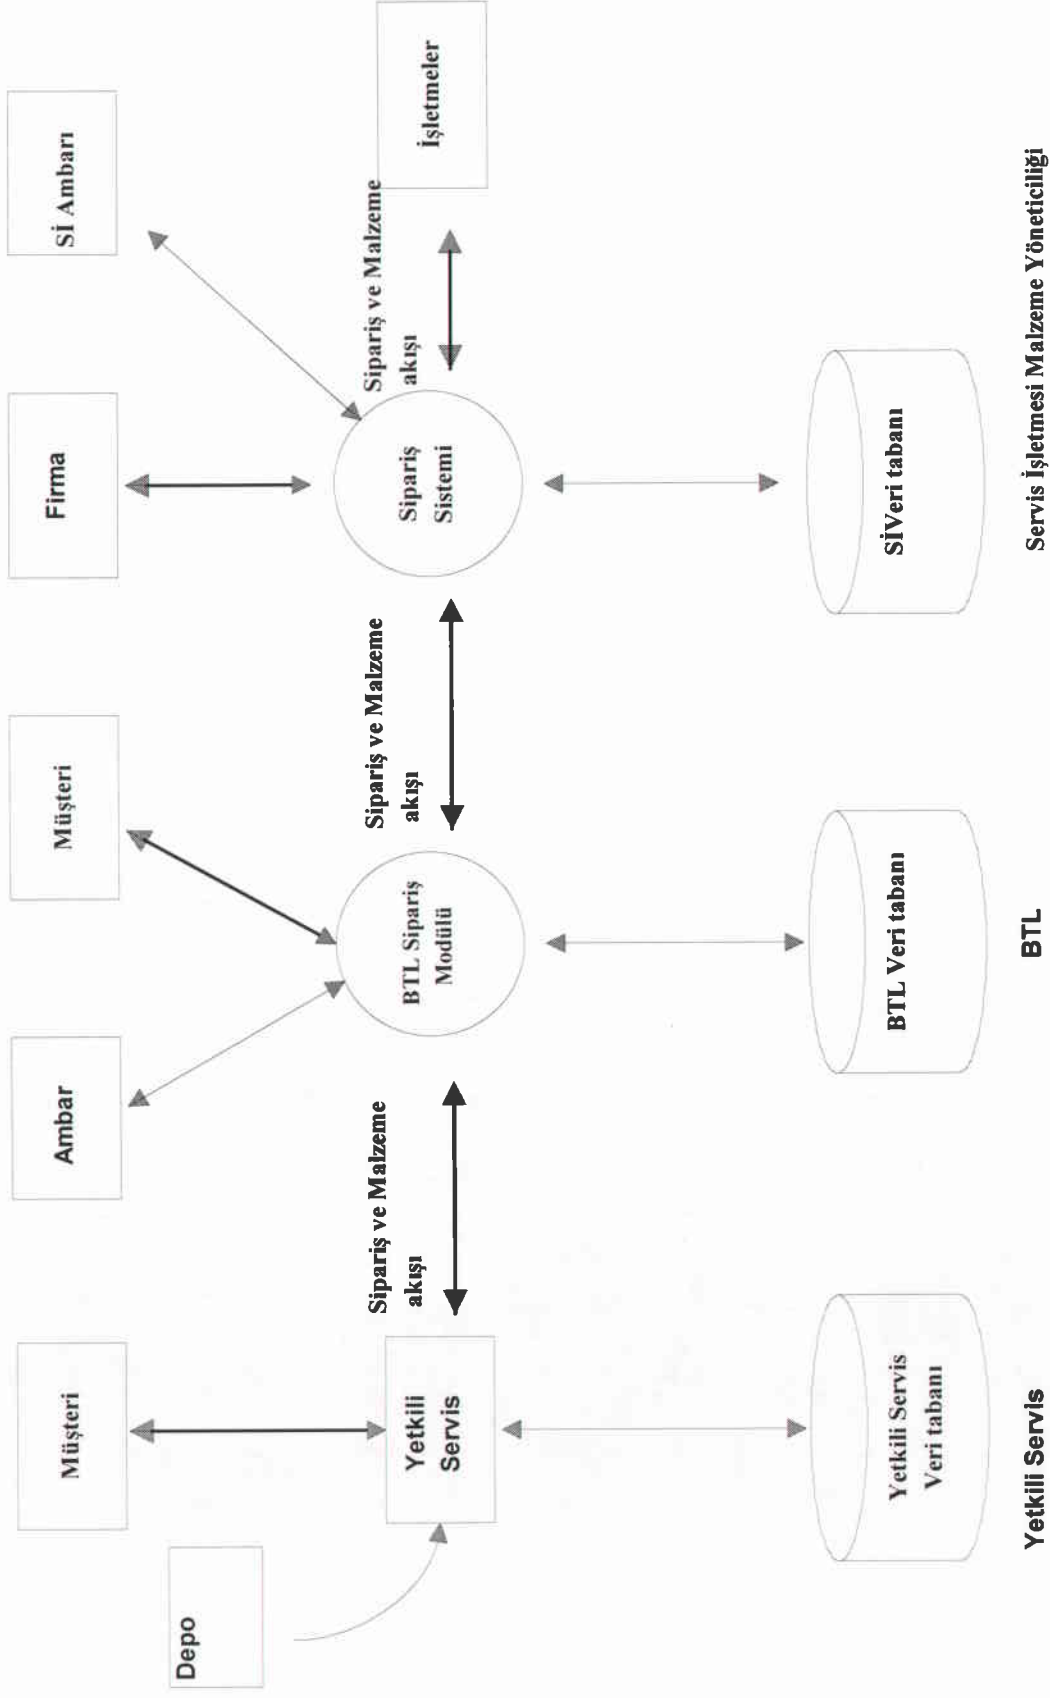 Depo
Müşteri
Ambar
Müşteri
Firma
Sİ Ambarı
Yetkili
Servis
Sipariş ve Malzeme
akışı
BTL Sipariş
Modülü
Sipariş ve Malzeme
akışı
Sipariş
Sistemi
Sipariş ve Malzeme
akışı
İşletmeler
Yetkili Servis
Veri tabanı
BTL Veri tabanı
SİVeri tabanı
Yetkili Servis
BTL
Servis İşletmesi Malzeme Yöneticiliği